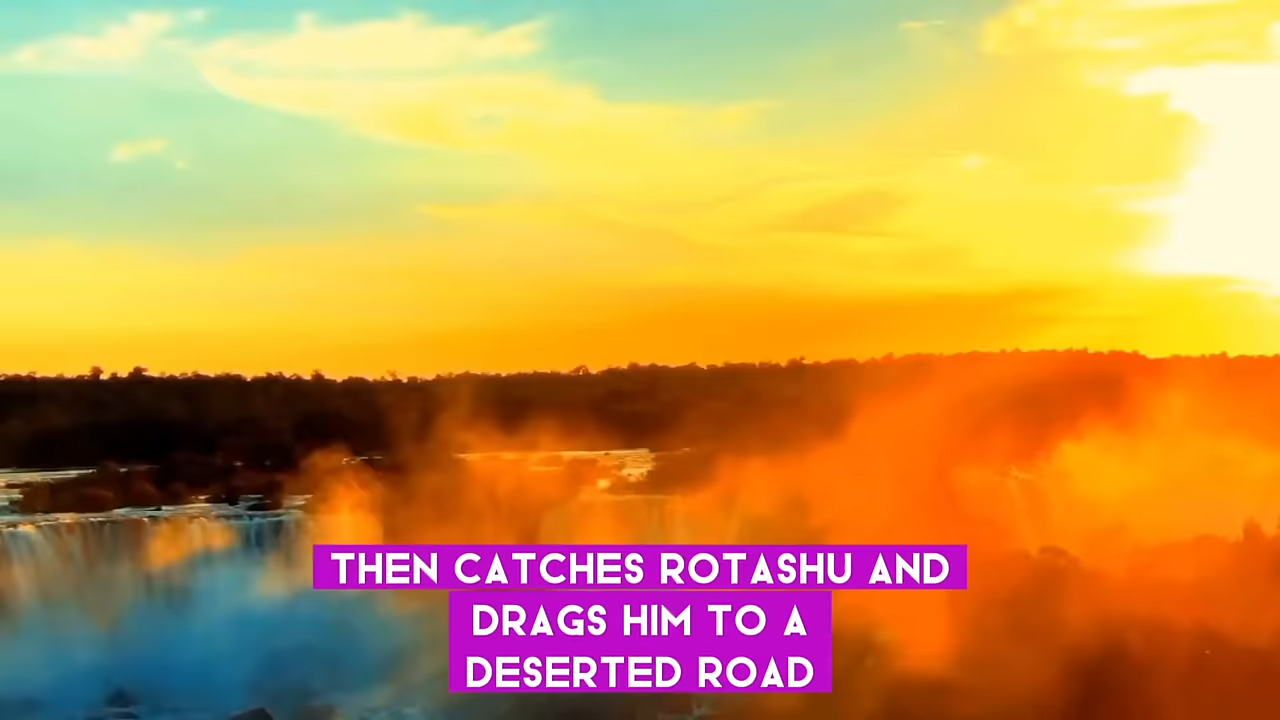 THEN CATCHES ROTASHU AND
DRAGS HIM TO A
DESERTED ROAD